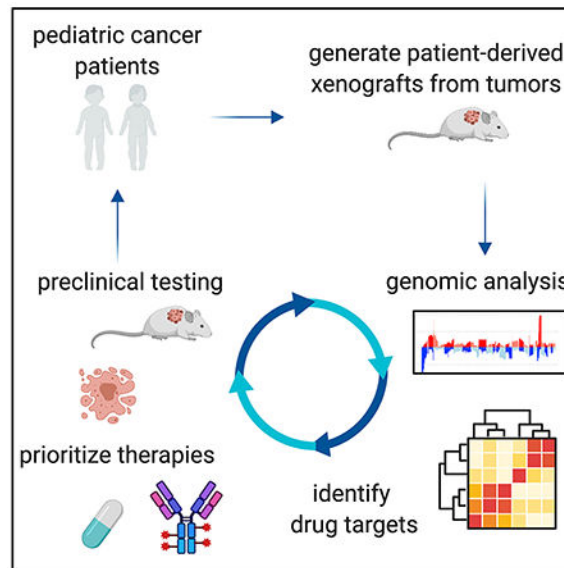 pediatric cancer
patients
generate patient-derived
xenografts from tumors
preclinical testing
genomic analysis
prioritize therapies
identify
drug targets